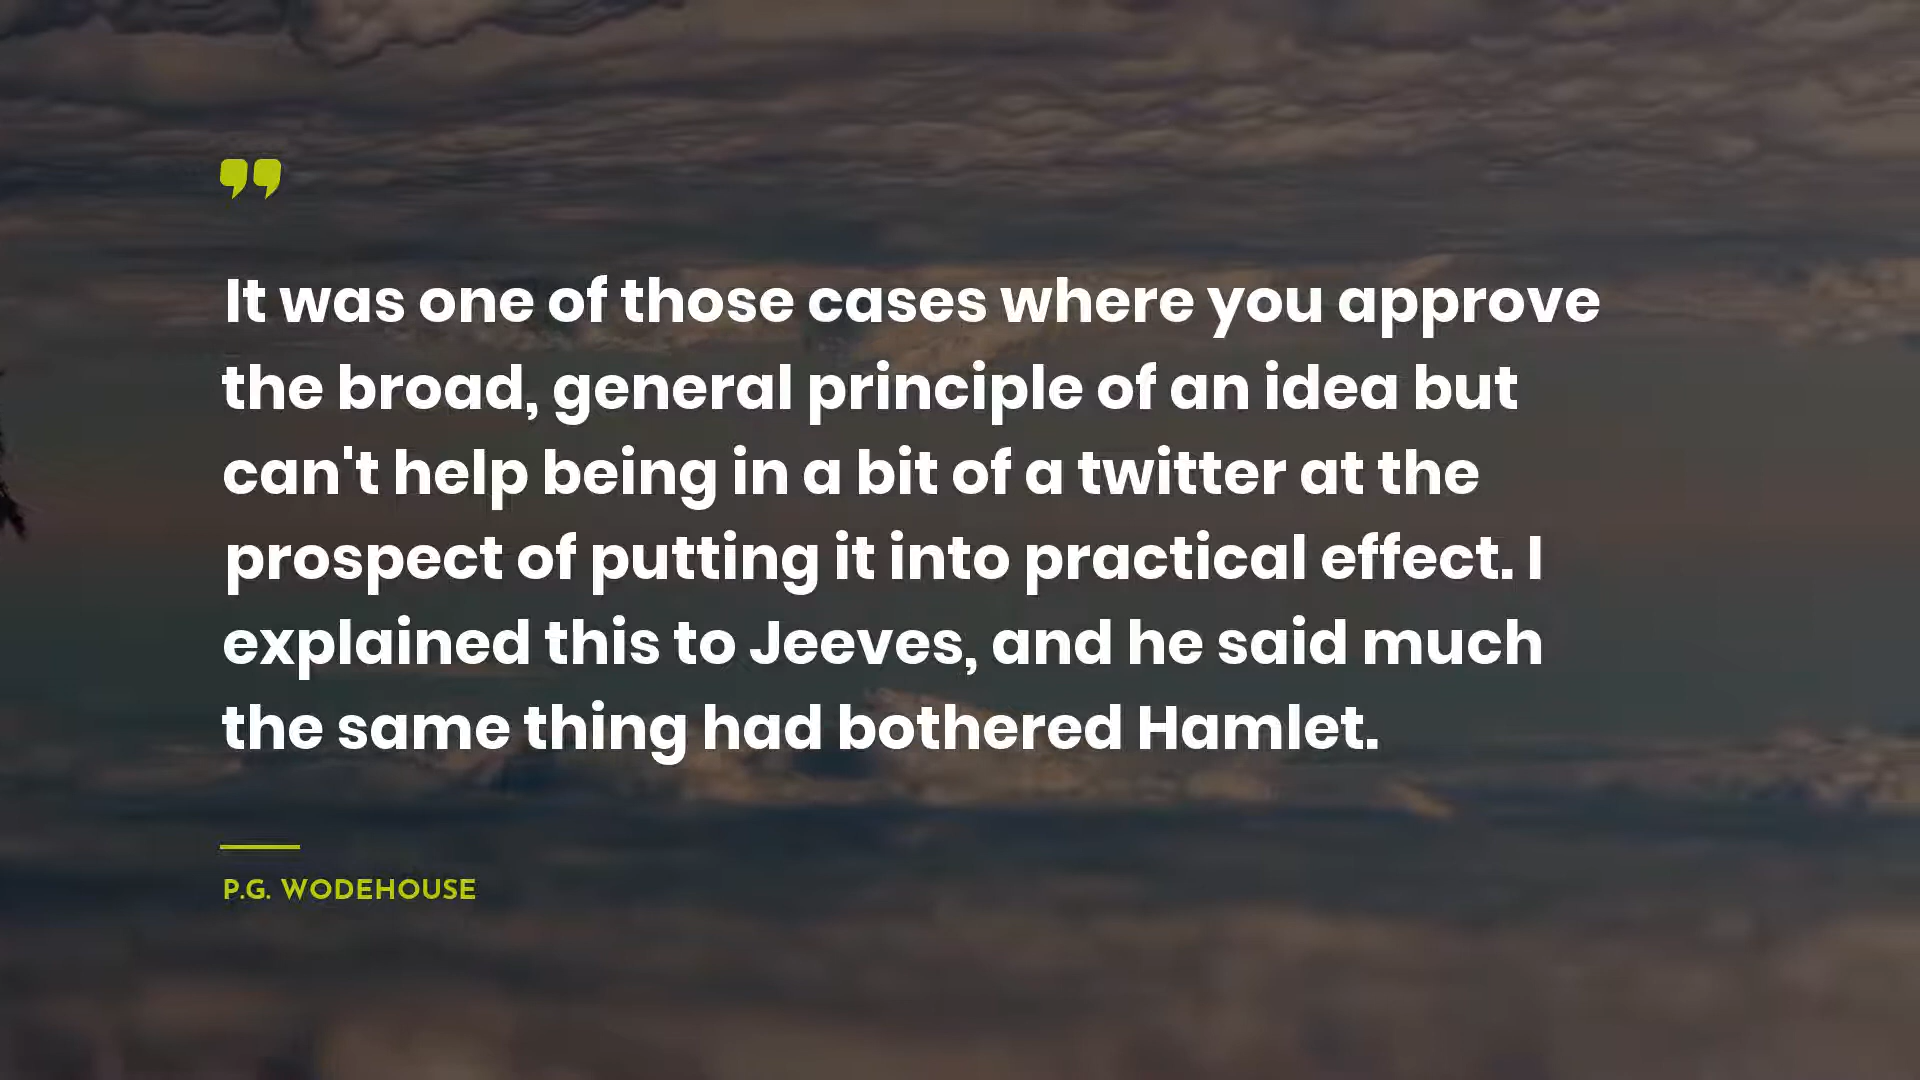 ”
It was one of those cases where you approve
the broad, general principle of an idea but
can't help being in a bit of a twitter at the
prospect of putting it into practical effect. I
explained this to Jeeves, and he said much
the same thing had bothered Hamlet.
P.G. WODEHOUSE